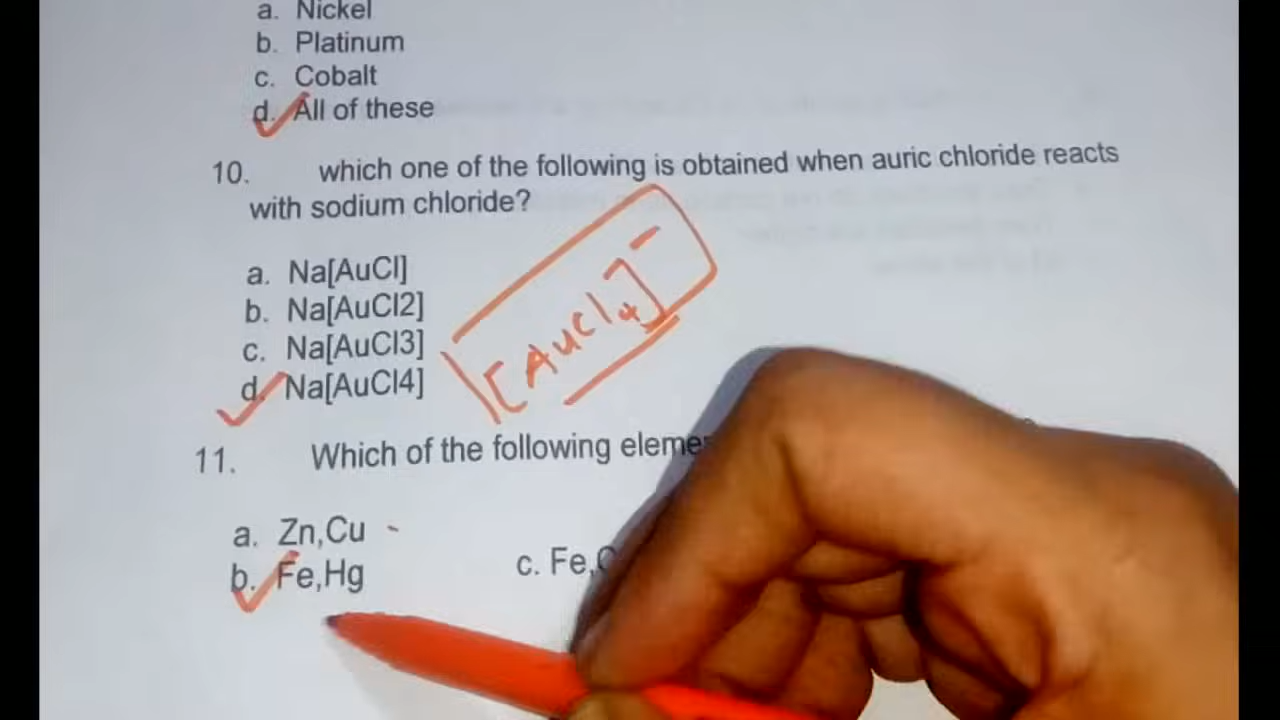 a. Nickel
b. Platinum
c. Cobalt
d. All of these
10. which one of the following is obtained when auric chloride reacts
with sodium chloride?
a. Na[AuCl]
b. Na[AuCl2]
c. Na[AuCl3]
d. Na[AuCl4]
[AuCl4]-
11. Which of the following
a. Zn,Cu
b. Fe,Hg
c. Fe,